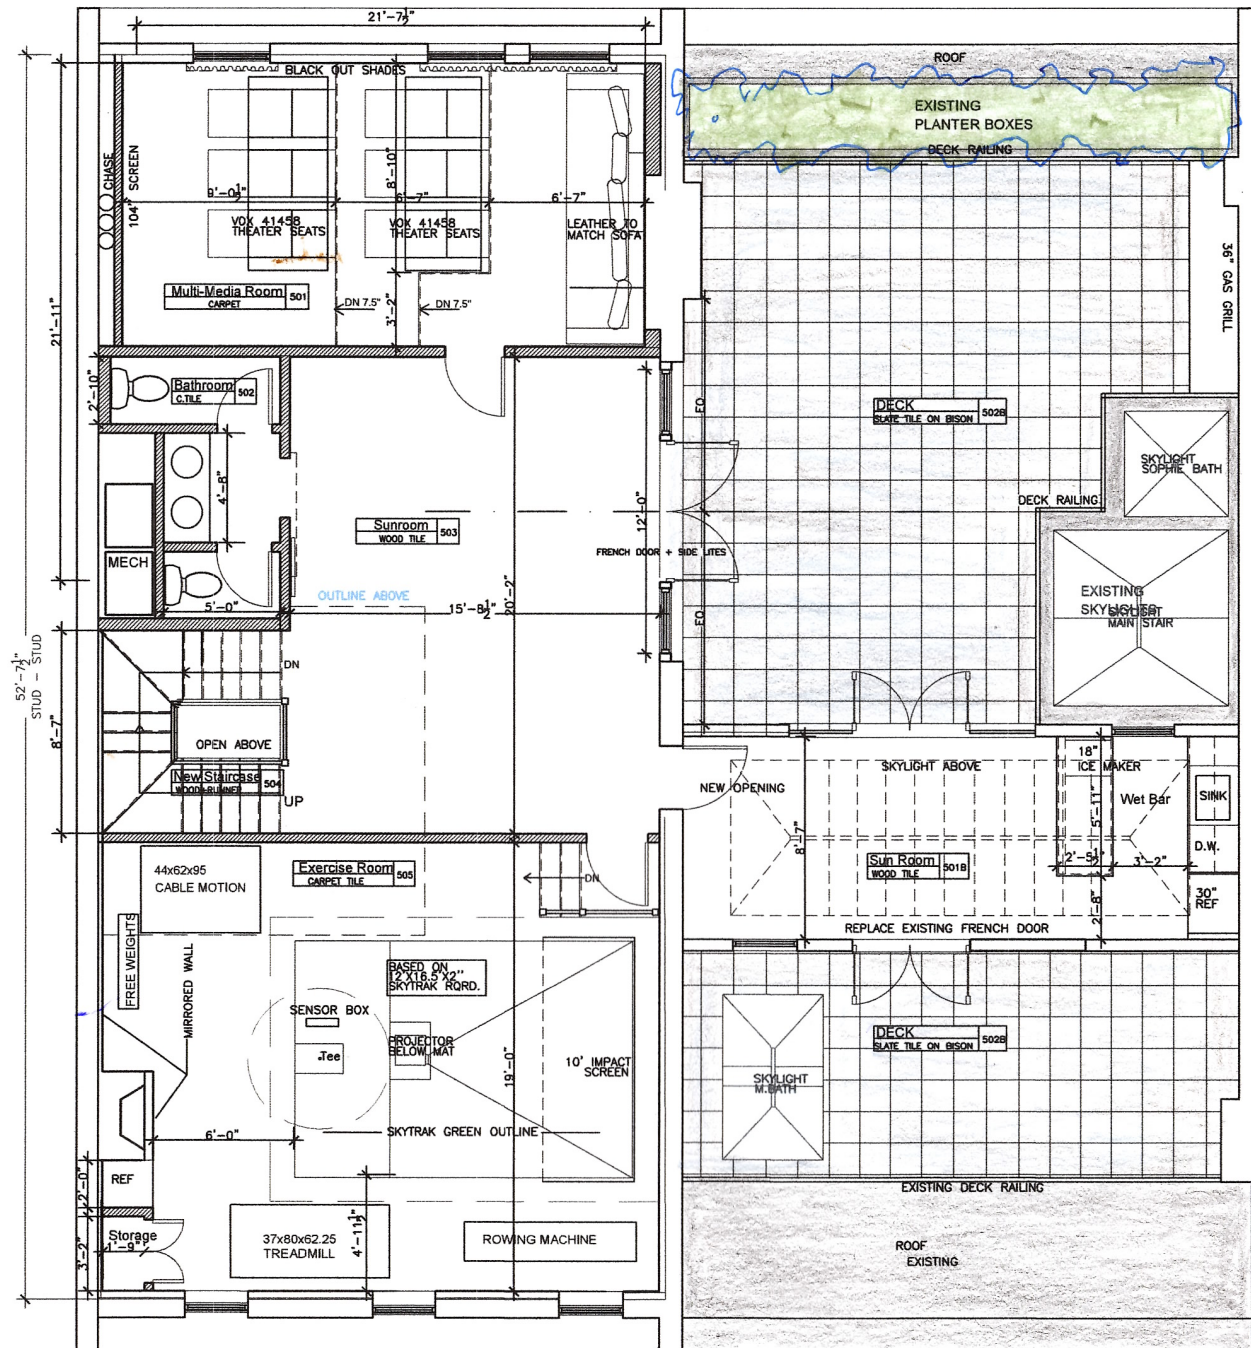 21'-7½"
ROOF
BLACK OUT SHADES
EXISTING
PLANTER BOXES
DECK RAILING
CHASE
104" SCREEN
9'-0½"
8'-10"
6'-7"
6'-7"
VOX 41458
THEATER SEATS
VOX 41458
THEATER SEATS
LEATHER TO
MATCH SOFA
36" GAS GRILL
Multi-Media Room 501
CARPET
DN 7.5"
3'-2"
DN 7.5"
21'-11"
2'-10"
Bathroom 502
C.TILE
EQ
DECK 502B
SLATE TILE ON BISON
SKYLIGHT
SOPHIE BATH
4'-8"
DECK RAILING
Sunroom 503
WOOD TILE
12'-0"
FRENCH DOOR + SIDE LITES
MECH
5'-0"
OUTLINE ABOVE
15'-8½"
20'-2"
EQ
EXISTING
SKYLIGHTS
SKYLIGHT
MAIN STAIR
52'-7½"
STUD - STUD
DN
8'-7"
OPEN ABOVE
New Staircase 504
WOOD+RUNNER
UP
NEW OPENING
SKYLIGHT ABOVE
18"
ICE MAKER
5'-11"
Wet Bar
SINK
8'-7"
D.W.
2'-5½"
3'-2"
Sun Room 501B
WOOD TILE
30"
REF
2'-8"
REPLACE EXISTING FRENCH DOOR
44x62x95
CABLE MOTION
Exercise Room 505
CARPET TILE
DN
FREE WEIGHTS
MIRRORED WALL
BASED ON
12'X16.5'X2''
SKYTRAK RQRD.
SENSOR BOX
Tee
PROJECTOR
BELOW MAT
10' IMPACT
SCREEN
19'-0"
DECK 502B
SLATE TILE ON BISON
SKYLIGHT
M.BATH
6'-0"
SKYTRAK GREEN OUTLINE
REF
2'-0"
EXISTING DECK RAILING
Storage
1'-9"
3'-2"
37x80x62.25
TREADMILL
4'-11½"
ROWING MACHINE
ROOF
EXISTING